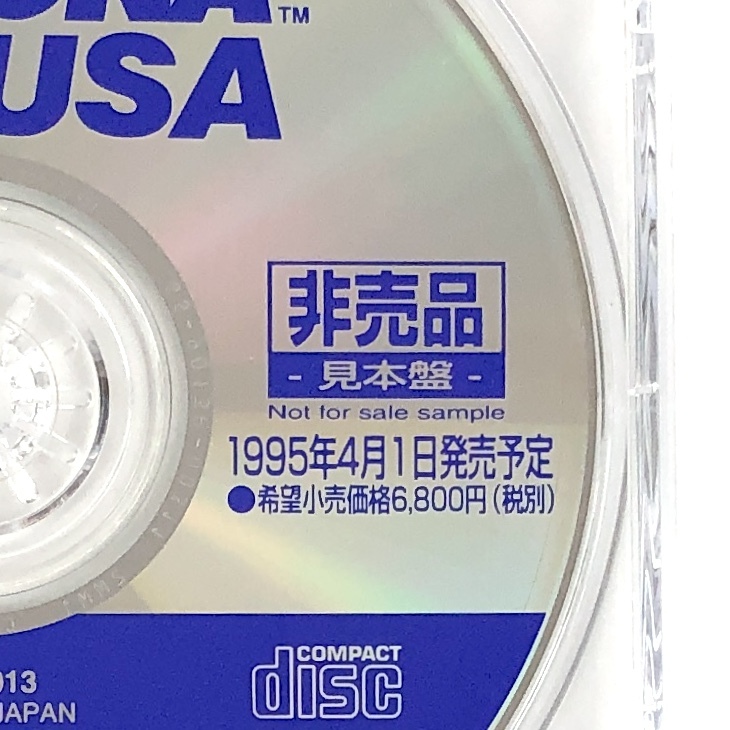 ONA™
USA
非売品
- 見本盤 -
Not for sale sample
1995年4月1日発売予定
●希望小売価格6,800円(税別)
013
JAPAN
COMPACT
disc